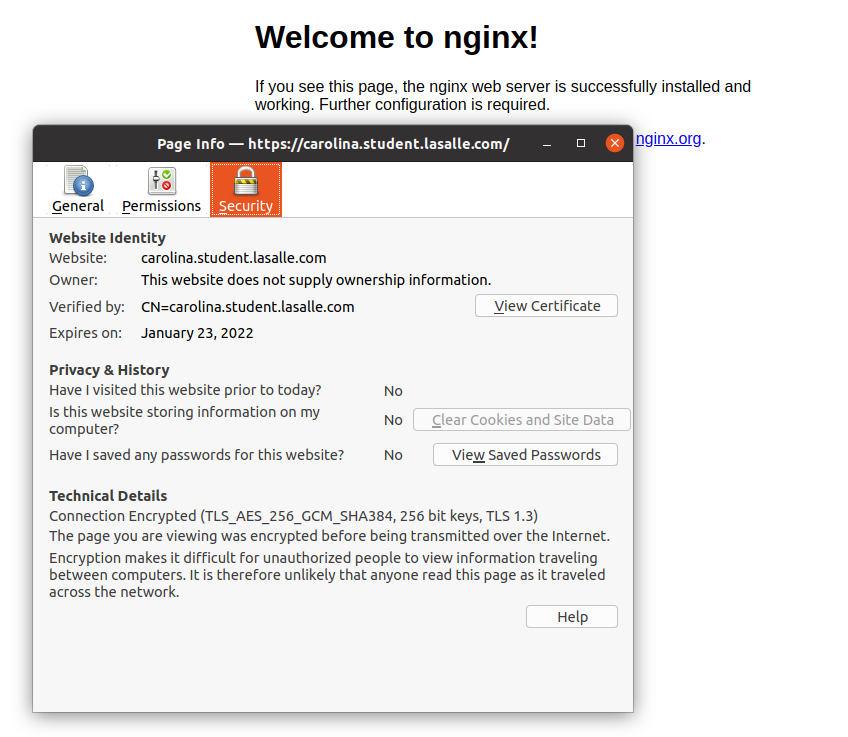 Welcome to nginx!
If you see this page, the nginx web server is successfully installed and
working. Further configuration is required.
nginx.org.
Page Info — https://carolina.student.lasalle.com/
General Permissions Security
Website Identity
Website: carolina.student.lasalle.com
Owner: This website does not supply ownership information.
Verified by: CN=carolina.student.lasalle.com View Certificate
Expires on: January 23, 2022
Privacy & History
Have I visited this website prior to today? No
Is this website storing information on my
computer? No Clear Cookies and Site Data
Have I saved any passwords for this website? No View Saved Passwords
Technical Details
Connection Encrypted (TLS_AES_256_GCM_SHA384, 256 bit keys, TLS 1.3)
The page you are viewing was encrypted before being transmitted over the Internet.
Encryption makes it difficult for unauthorized people to view information traveling
between computers. It is therefore unlikely that anyone read this page as it traveled
across the network.
Help